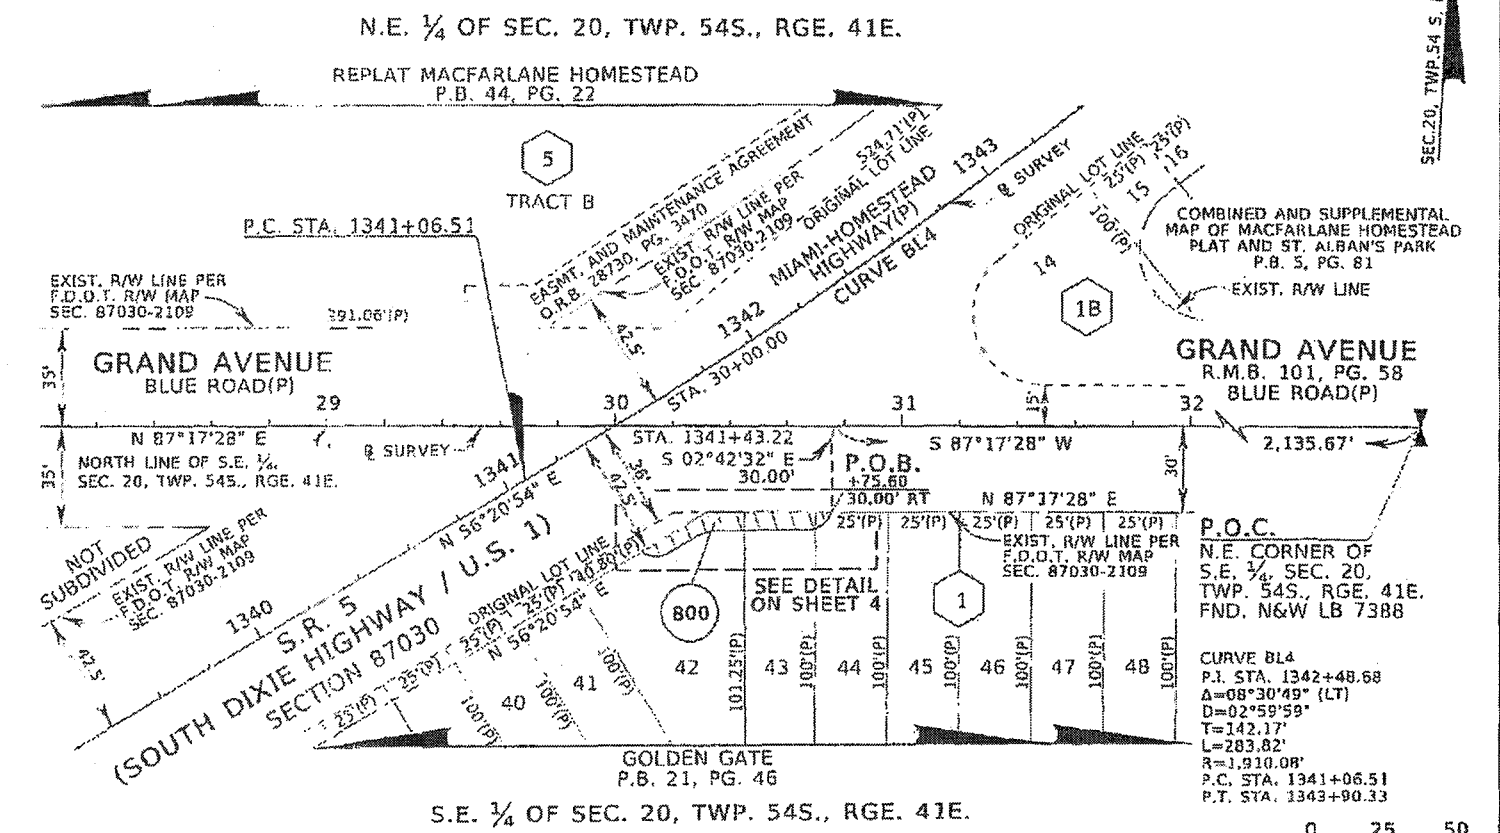 N.E. ¼ OF SEC. 20, TWP. 54S., RGE. 41E.
REPLAT MACFARLANE HOMESTEAD
P.B. 44, PG. 22
5
TRACT B
P.C. STA. 1341+06.51
EXIST. R/W LINE PER
F.D.O.T. R/W MAP
SEC. 87030-2109
GRAND AVENUE
BLUE ROAD(P)
35'
35'
29
30
31
32
N 87°17'28" E
NORTH LINE OF S.E. ¼,
SEC. 20, TWP. 54S., RGE. 41E.
℄ SURVEY
EASMT. AND MAINTENANCE AGREEMENT
O.R.B. 28730, PG. 3470
EXIST. R/W LINE PER
F.D.O.T. R/W MAP
SEC. 87030-2109
524.71'(P)
ORIGINAL LOT LINE
MIAMI-HOMESTEAD
HIGHWAY(P)
CURVE BL4
1342
1343
℄ SURVEY
42.5'
STA. 30+00.00
ORIGINAL LOT LINE
25'(P)
25'(P)
14
15
16
100'(P)
1B
COMBINED AND SUPPLEMENTAL
MAP OF MACFARLANE HOMESTEAD
PLAT AND ST. ALBAN'S PARK
P.B. 5, PG. 81
EXIST. R/W LINE
GRAND AVENUE
R.M.B. 101, PG. 58
BLUE ROAD(P)
15'
STA. 1341+43.22
S 02°42'32" E
30.00'
P.O.B.
+75.60
30.00' RT
S 87°17'28" W
2,135.67'
N 87°17'28" E
30'
36'
42.5'
1341
N 56°20'54" E
25'(P)
25'(P)
25'(P)
25'(P)
25'(P)
EXIST. R/W LINE PER
F.D.O.T. R/W MAP
SEC. 87030-2109
SEE DETAIL
ON SHEET 4
800
1
P.O.C.
N.E. CORNER OF
S.E. ¼, SEC. 20,
TWP. 54S., RGE. 41E.
FND. N&W LB 7388
NOT
SUBDIVIDED
EXIST. R/W LINE PER
F.D.O.T. R/W MAP
SEC. 87030-2109
42.5'
1340
S.R. 5
(SOUTH DIXIE HIGHWAY / U.S. 1)
SECTION 87030
ORIGINAL LOT LINE
25'(P)
25'(P)
25'(P)
25'(P)
40.80'(P)
N 56°20'54" E
40
41
42
43
44
45
46
47
48
100'(P)
100'(P)
100'(P)
101.25'(P)
100'(P)
100'(P)
100'(P)
100'(P)
100'(P)
100'(P)
GOLDEN GATE
P.B. 21, PG. 46
S.E. ¼ OF SEC. 20, TWP. 54S., RGE. 41E.
CURVE BL4
P.I. STA. 1342+48.68
Δ=08°30'49" (LT)
D=02°59'59"
T=142.17'
L=283.82'
R=1,910.08'
P.C. STA. 1341+06.51
P.T. STA. 1343+90.33
0 25 50
SEC.20, TWP.54 S.